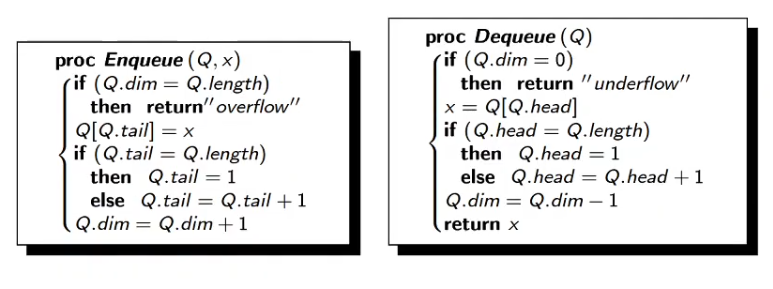 proc Enqueue (Q, x)
if (Q.dim = Q.length)
then return ″overflow″
Q[Q.tail] = x
if (Q.tail = Q.length)
then Q.tail = 1
else Q.tail = Q.tail + 1
Q.dim = Q.dim + 1
proc Dequeue (Q)
if (Q.dim = 0)
then return ″underflow″
x = Q[Q.head]
if (Q.head = Q.length)
then Q.head = 1
else Q.head = Q.head + 1
Q.dim = Q.dim − 1
return x